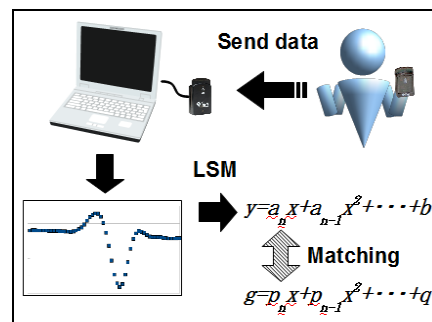 Send data
LSM
y=aₙx+aₙ₋₁x²+···+b
Matching
g=pₙx+pₙ₋₁x²+···+q